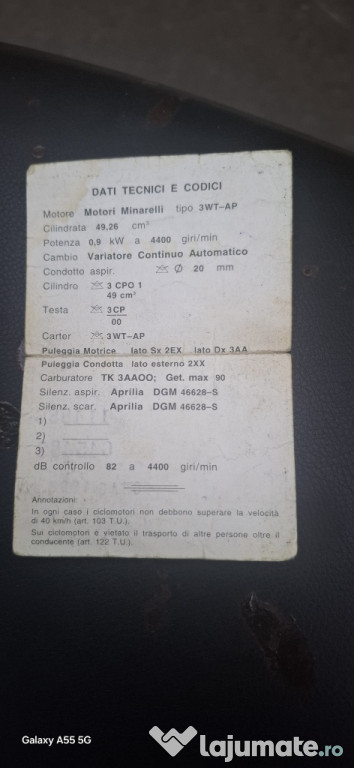 DATI TECNICI E CODICI
Motore Motori Minarelli tipo 3WT-AP
Cilindrata 49,26 cm³
Potenza 0,9 kW a 4400 giri/min
Cambio Variatore Continuo Automatico
Condotto aspir. Ø 20 mm
Cilindro 3 CPO 1
49 cm³
Testa 3CP
00
Carter 3WT-AP
Puleggia Motrice lato Sx 2EX lato Dx 3AA
Puleggia Condotta lato esterno 2XX
Carburatore TK 3AAOO; Get. max 90
Silenz. aspir. Aprilia DGM 46628-S
Silenz. scar. Aprilia DGM 46628-S
1)
2)
3)
dB controllo 82 a 4400 giri/min
Annotazioni: -
In ogni caso i ciclomotori non debbono superare la velocità
di 40 km/h (art. 103 T.U.).
Sui ciclomotori è vietato il trasporto di altre persone oltre il
conducente (art. 122 T.U.).
Galaxy A55 5G
lajumate.ro